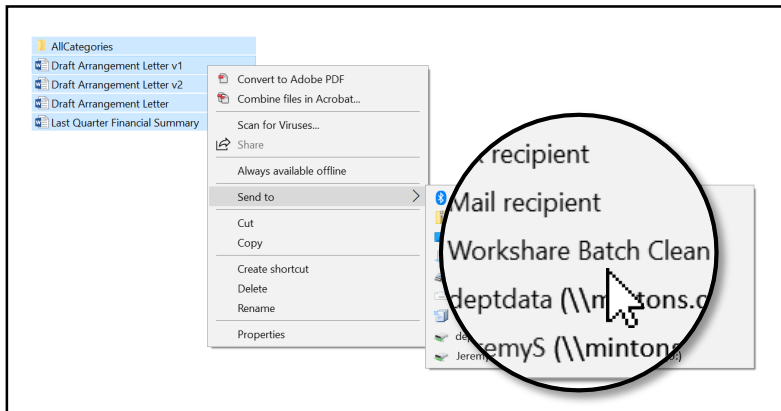 AllCategories
Draft Arrangement Letter v1
Draft Arrangement Letter v2
Draft Arrangement Letter
Last Quarter Financial Summary
Convert to Adobe PDF
Combine files in Acrobat...
Scan for Viruses...
Share
Always available offline
Send to
Cut
Copy
Create shortcut
Delete
Rename
Properties
recipient
Mail recipient
Workshare Batch Clean
deptdata (\\m
(\\mintons